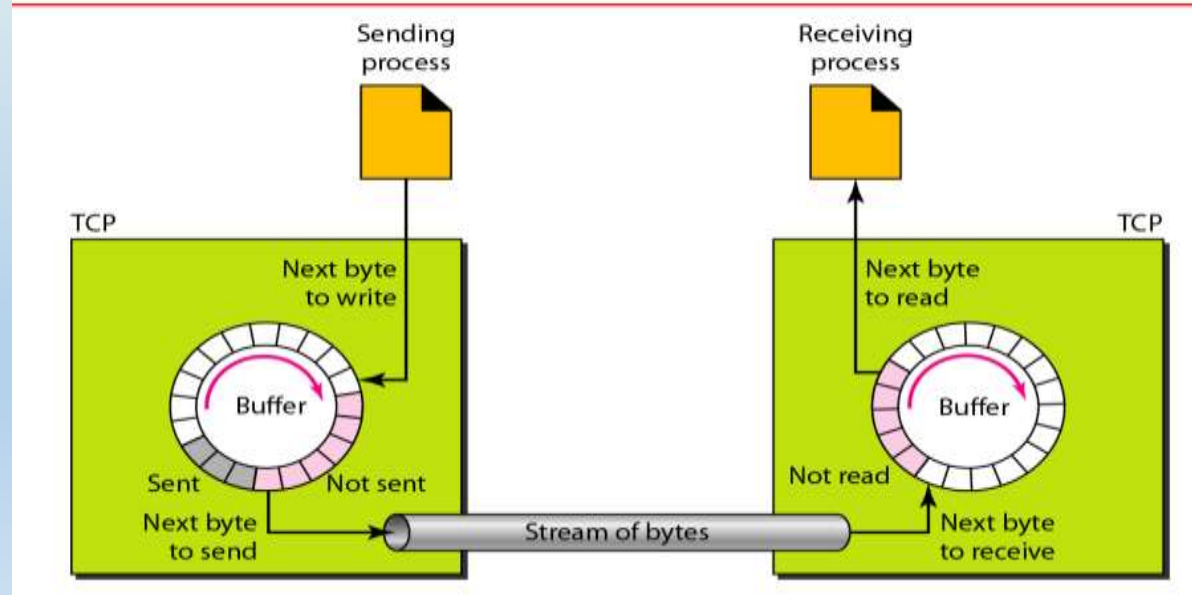 Sending
process
Receiving
process
TCP
TCP
Next byte
to write
Next byte
to read
Buffer
Buffer
Sent
Not sent
Not read
Next byte
to send
Stream of bytes
Next byte
to receive